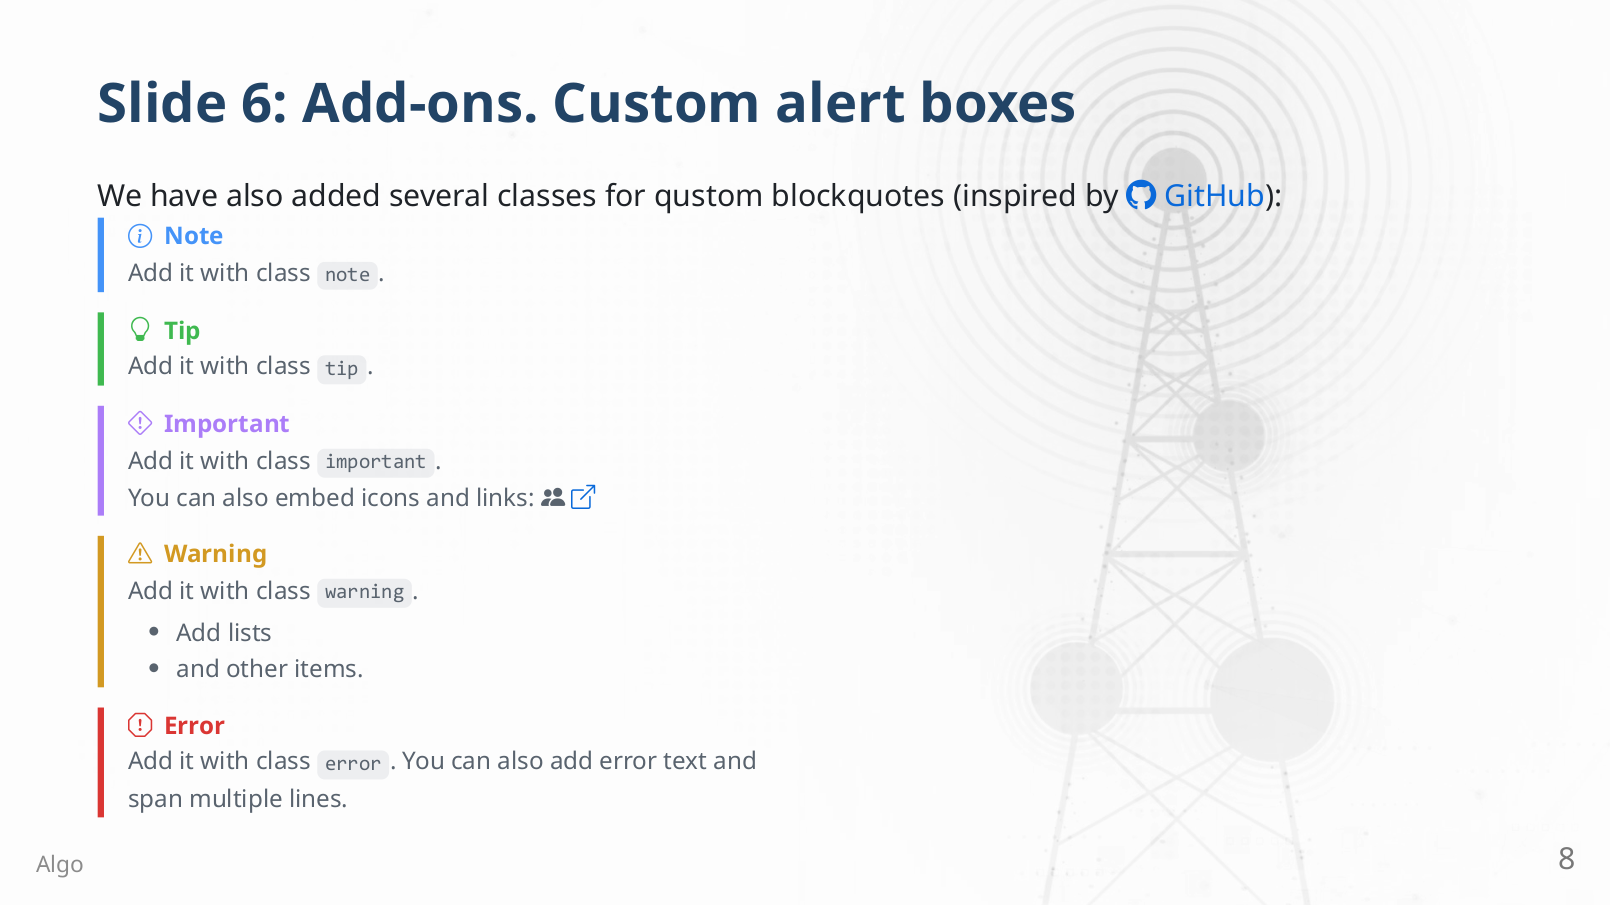 Slide 6: Add-ons. Custom alert boxes
We have also added several classes for qustom blockquotes (inspired by GitHub):
Note
Add it with class note.
Tip
Add it with class tip.
Important
Add it with class important.
You can also embed icons and links:
Warning
Add it with class warning.
• Add lists
• and other items.
Error
Add it with class error. You can also add error text and
span multiple lines.
Algo
8